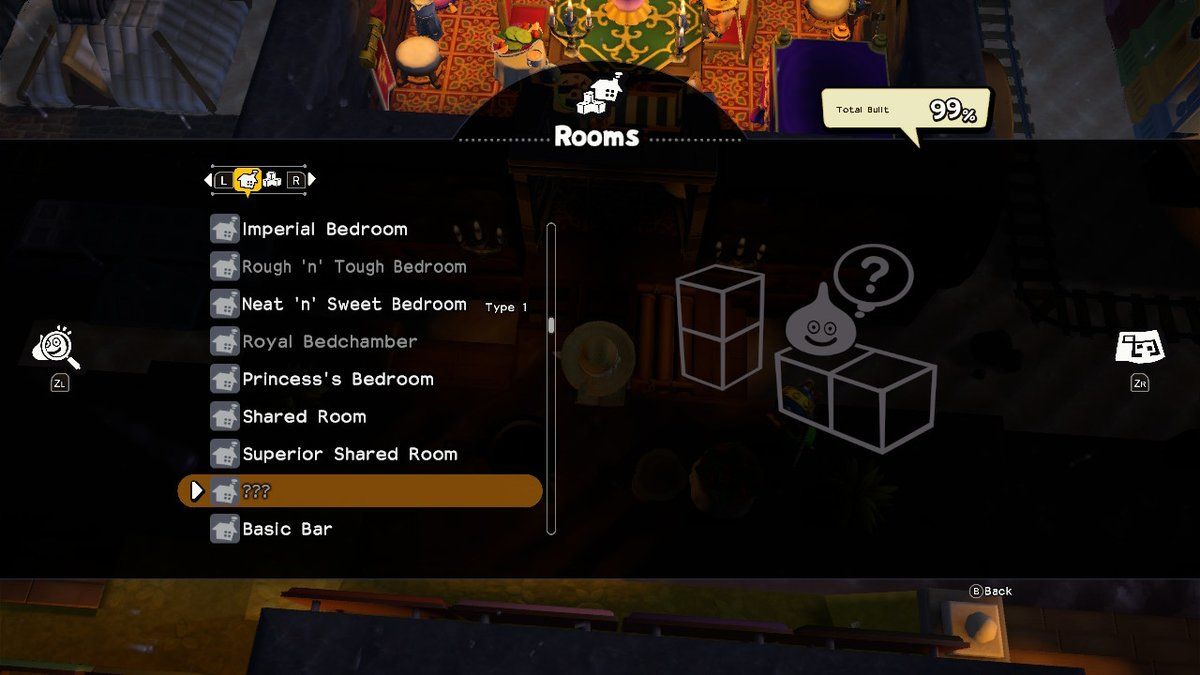 Total Built 99%
Rooms
L R
Imperial Bedroom
Rough 'n' Tough Bedroom
Neat 'n' Sweet Bedroom Type 1
Royal Bedchamber
?
Princess's Bedroom
ZL
ZR
Shared Room
Superior Shared Room
???
Basic Bar
B Back